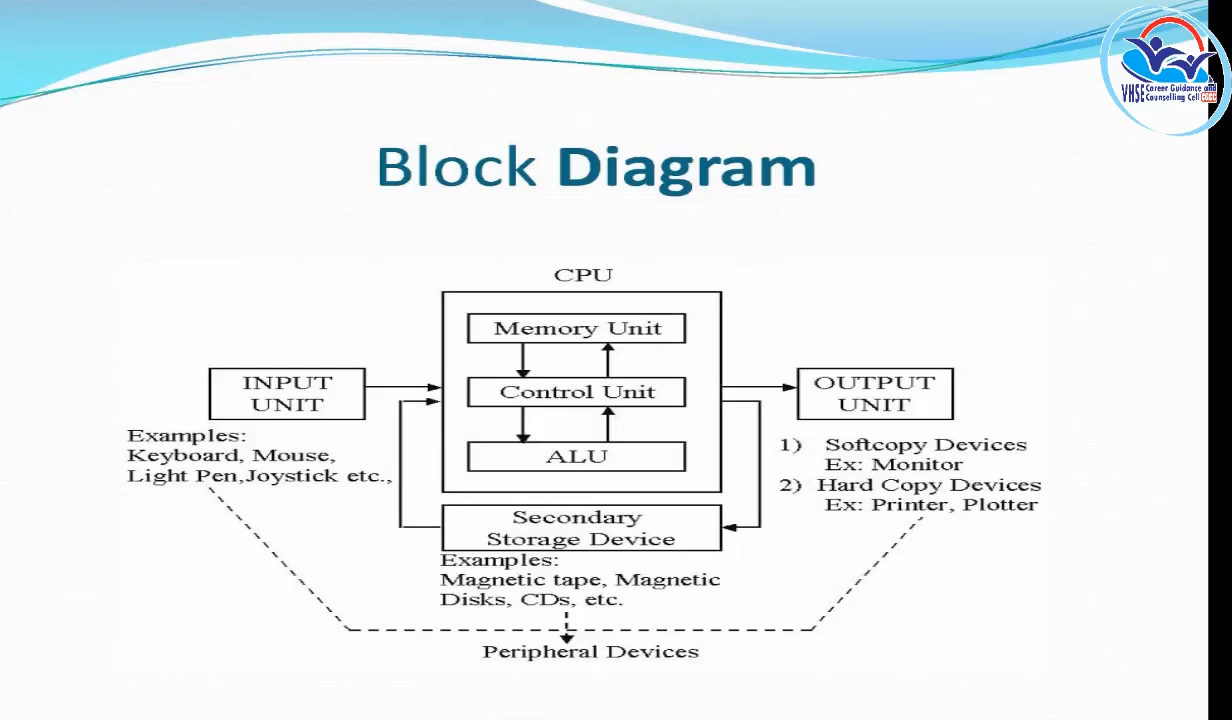 VHSE Career Guidance and
Counselling Cell
Block Diagram
CPU
Memory Unit
Control Unit
ALU
INPUT
UNIT
Examples:
Keyboard, Mouse,
Light Pen,Joystick etc.,
OUTPUT
UNIT
1) Softcopy Devices
Ex: Monitor
2) Hard Copy Devices
Ex: Printer, Plotter
Secondary
Storage Device
Examples:
Magnetic tape, Magnetic
Disks, CDs, etc.
Peripheral Devices